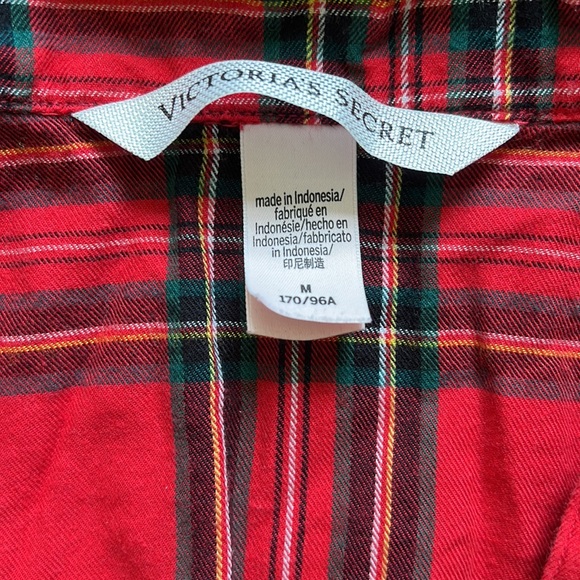 VICTORIA'S SECRET
made in Indonesia/
fabriqué en
Indonésie/hecho en
Indonesia/fabbricato
in Indonesia/
印尼制造
M
170/96A